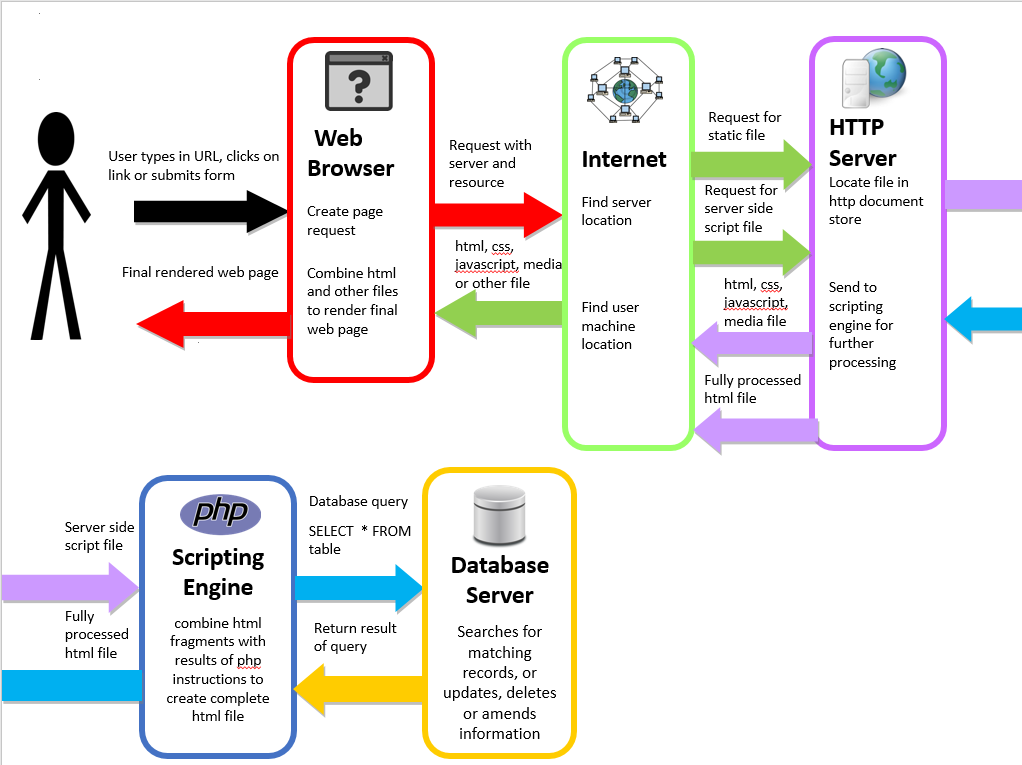 User types in URL, clicks on
link or submits form
Final rendered web page
?
Web
Browser
Create page
request
Combine html
and other files
to render final
web page
Request with
server and
resource
html, css,
javascript, media
or other file
Internet
Find server
location
Find user
machine
location
Request for
static file
Request for
server side
script file
html, css,
javascript,
media file
Fully processed
html file
HTTP
Server
Locate file in
http document
store
Send to
scripting
engine for
further
processing
Server side
script file
Fully
processed
html file
php
Scripting
Engine
combine html
fragments with
results of php
instructions to
create complete
html file
Database query
SELECT * FROM
table
Return result
of query
Database
Server
Searches for
matching
records, or
updates, deletes
or amends
information